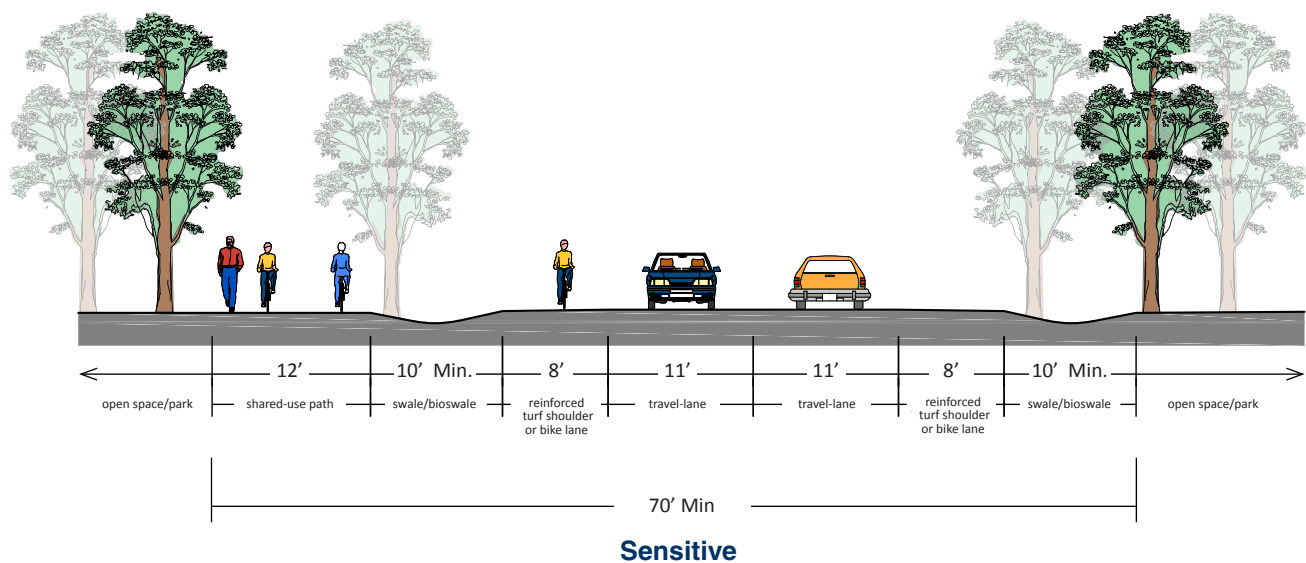 12’
10’ Min.
8’
11’
11’
8’
10’ Min.
open space/park
shared-use path
swale/bioswale
reinforced
turf shoulder
or bike lane
travel-lane
travel-lane
reinforced
turf shoulder
or bike lane
swale/bioswale
open space/park
70’ Min
Sensitive